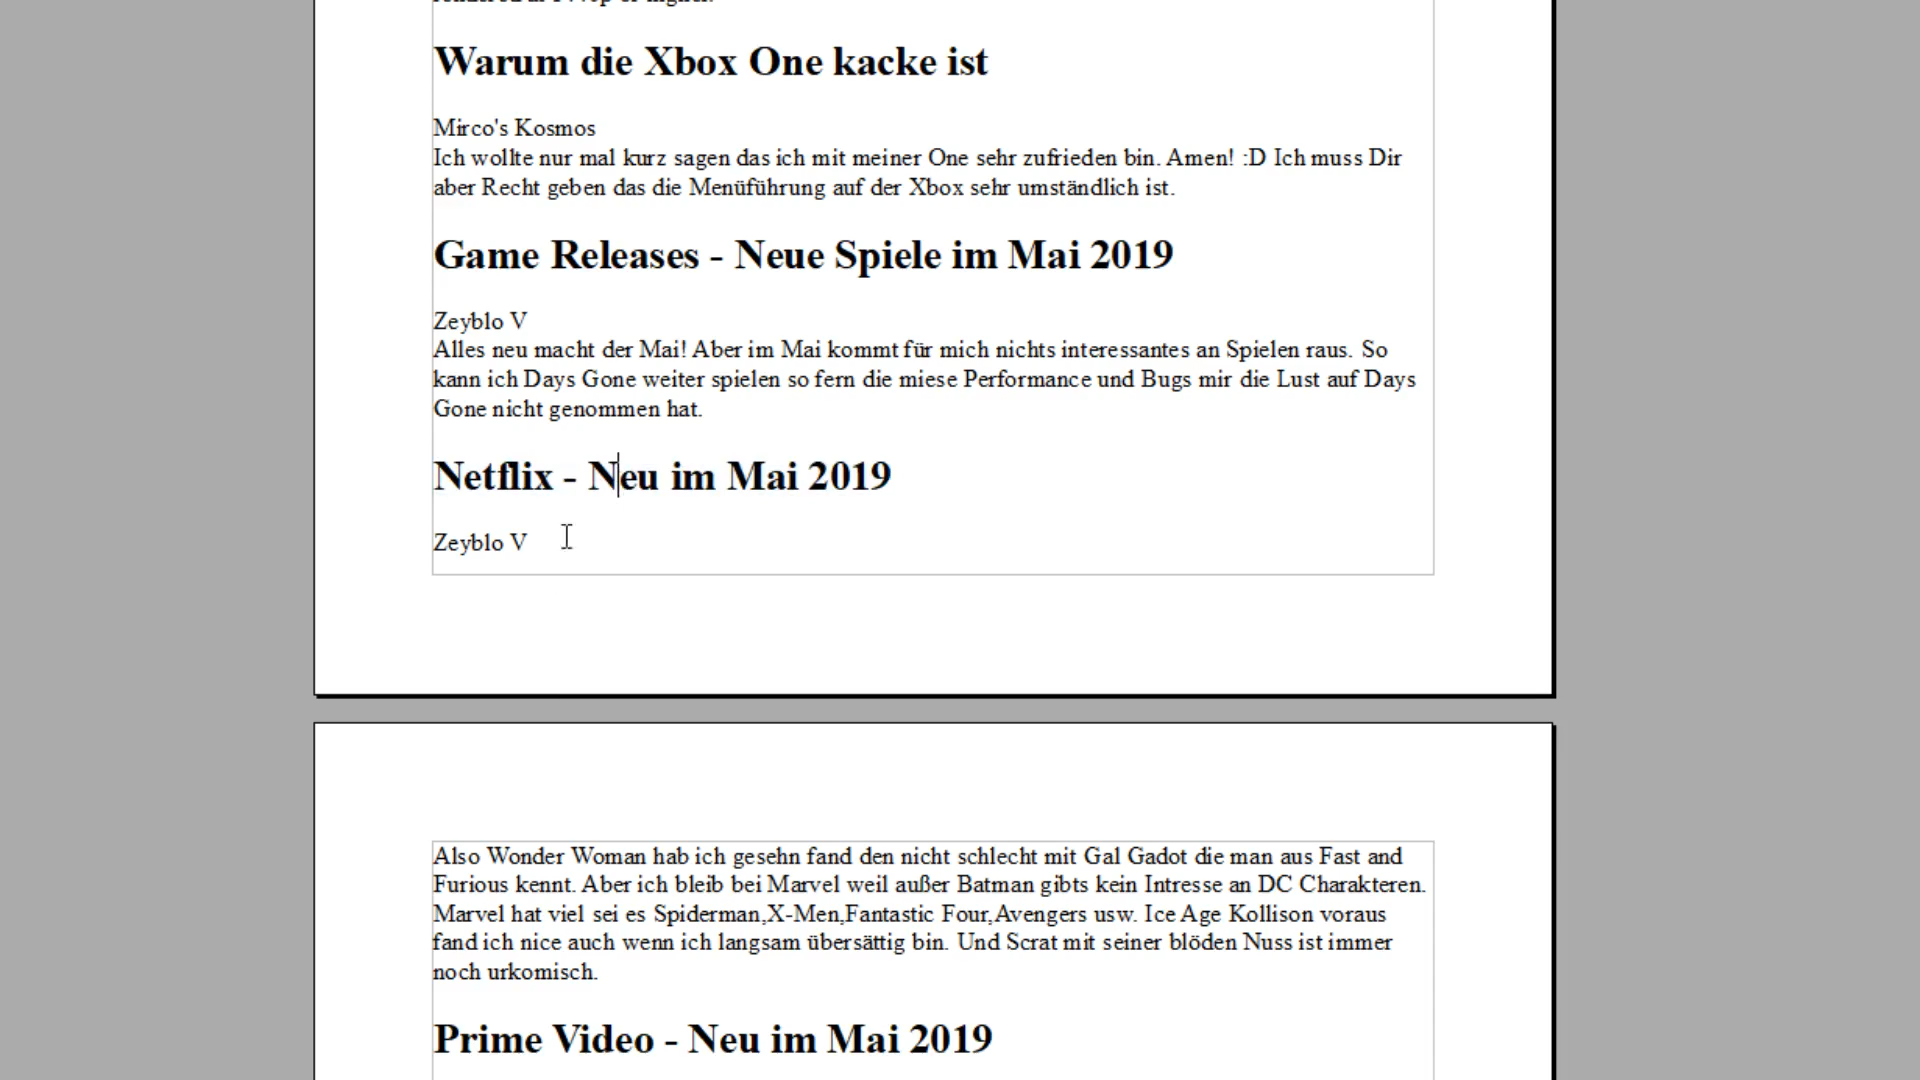 Warum die Xbox One kacke ist
Mirco's Kosmos
Ich wollte nur mal kurz sagen das ich mit meiner One sehr zufrieden bin. Amen! :D Ich muss Dir
aber Recht geben das die Menüführung auf der Xbox sehr umständlich ist.
Game Releases - Neue Spiele im Mai 2019
Zeyblo V
Alles neu macht der Mai! Aber im Mai kommt für mich nichts interessantes an Spielen raus. So
kann ich Days Gone weiter spielen so fern die miese Performance und Bugs mir die Lust auf Days
Gone nicht genommen hat.
Netflix - Neu im Mai 2019
Zeyblo V
Also Wonder Woman hab ich gesehn fand den nicht schlecht mit Gal Gadot die man aus Fast and
Furious kennt. Aber ich bleib bei Marvel weil außer Batman gibts kein Intresse an DC Charakteren.
Marvel hat viel sei es Spiderman,X-Men,Fantastic Four,Avengers usw. Ice Age Kollison voraus
fand ich nice auch wenn ich langsam übersättig bin. Und Scrat mit seiner blöden Nuss ist immer
noch urkomisch.
Prime Video - Neu im Mai 2019